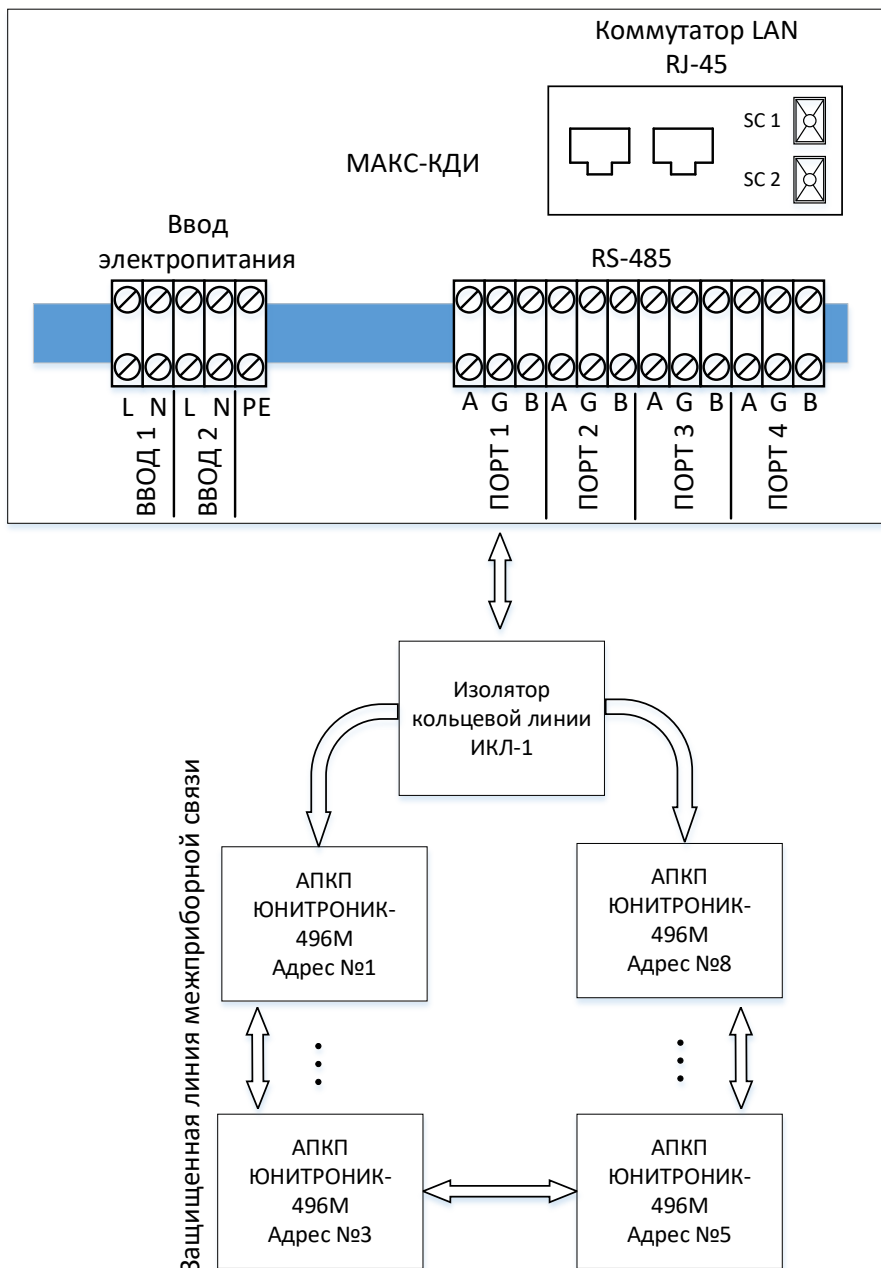 Коммутатор LAN
RJ-45
SC 1
МАКС-КДИ
SC 2
Ввод
электропитания
RS-485
L N L N PE
A G B A G B A G B A G B
ВВОД 1
ВВОД 2
ПОРТ 1
ПОРТ 2
ПОРТ 3
ПОРТ 4
Изолятор
кольцевой линии
ИКЛ-1
Защищенная линия межприборной связи
АПКП
ЮНИТРОНИК-
496М
Адрес №1
АПКП
ЮНИТРОНИК-
496М
Адрес №8
АПКП
ЮНИТРОНИК-
496М
Адрес №3
АПКП
ЮНИТРОНИК-
496М
Адрес №5